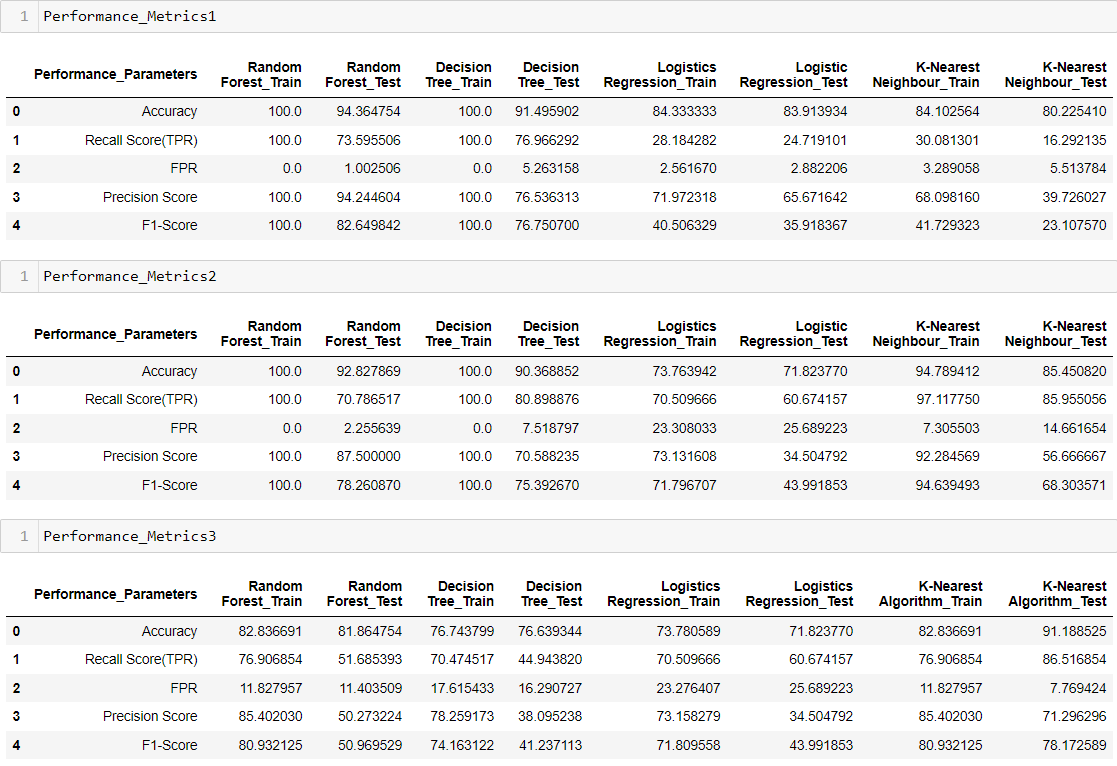 1 Performance_Metrics1
Performance_Parameters Random Forest_Train Random Forest_Test Decision Tree_Train Decision Tree_Test Logistics Regression_Train Logistic Regression_Test K-Nearest Neighbour_Train K-Nearest Neighbour_Test
0 Accuracy 100.0 94.364754 100.0 91.495902 84.333333 83.913934 84.102564 80.225410
1 Recall Score(TPR) 100.0 73.595506 100.0 76.966292 28.184282 24.719101 30.081301 16.292135
2 FPR 0.0 1.002506 0.0 5.263158 2.561670 2.882206 3.289058 5.513784
3 Precision Score 100.0 94.244604 100.0 76.536313 71.972318 65.671642 68.098160 39.726027
4 F1-Score 100.0 82.649842 100.0 76.750700 40.506329 35.918367 41.729323 23.107570
1 Performance_Metrics2
Performance_Parameters Random Forest_Train Random Forest_Test Decision Tree_Train Decision Tree_Test Logistics Regression_Train Logistic Regression_Test K-Nearest Neighbour_Train K-Nearest Neighbour_Test
0 Accuracy 100.0 92.827869 100.0 90.368852 73.763942 71.823770 94.789412 85.450820
1 Recall Score(TPR) 100.0 70.786517 100.0 80.898876 70.509666 60.674157 97.117750 85.955056
2 FPR 0.0 2.255639 0.0 7.518797 23.308033 25.689223 7.305503 14.661654
3 Precision Score 100.0 87.500000 100.0 70.588235 73.131608 34.504792 92.284569 56.666667
4 F1-Score 100.0 78.260870 100.0 75.392670 71.796707 43.991853 94.639493 68.303571
1 Performance_Metrics3
Performance_Parameters Random Forest_Train Random Forest_Test Decision Tree_Train Decision Tree_Test Logistics Regression_Train Logistics Regression_Test K-Nearest Algorithm_Train K-Nearest Algorithm_Test
0 Accuracy 82.836691 81.864754 76.743799 76.639344 73.780589 71.823770 82.836691 91.188525
1 Recall Score(TPR) 76.906854 51.685393 70.474517 44.943820 70.509666 60.674157 76.906854 86.516854
2 FPR 11.827957 11.403509 17.615433 16.290727 23.276407 25.689223 11.827957 7.769424
3 Precision Score 85.402030 50.273224 78.259173 38.095238 73.158279 34.504792 85.402030 71.296296
4 F1-Score 80.932125 50.969529 74.163122 41.237113 71.809558 43.991853 80.932125 78.172589